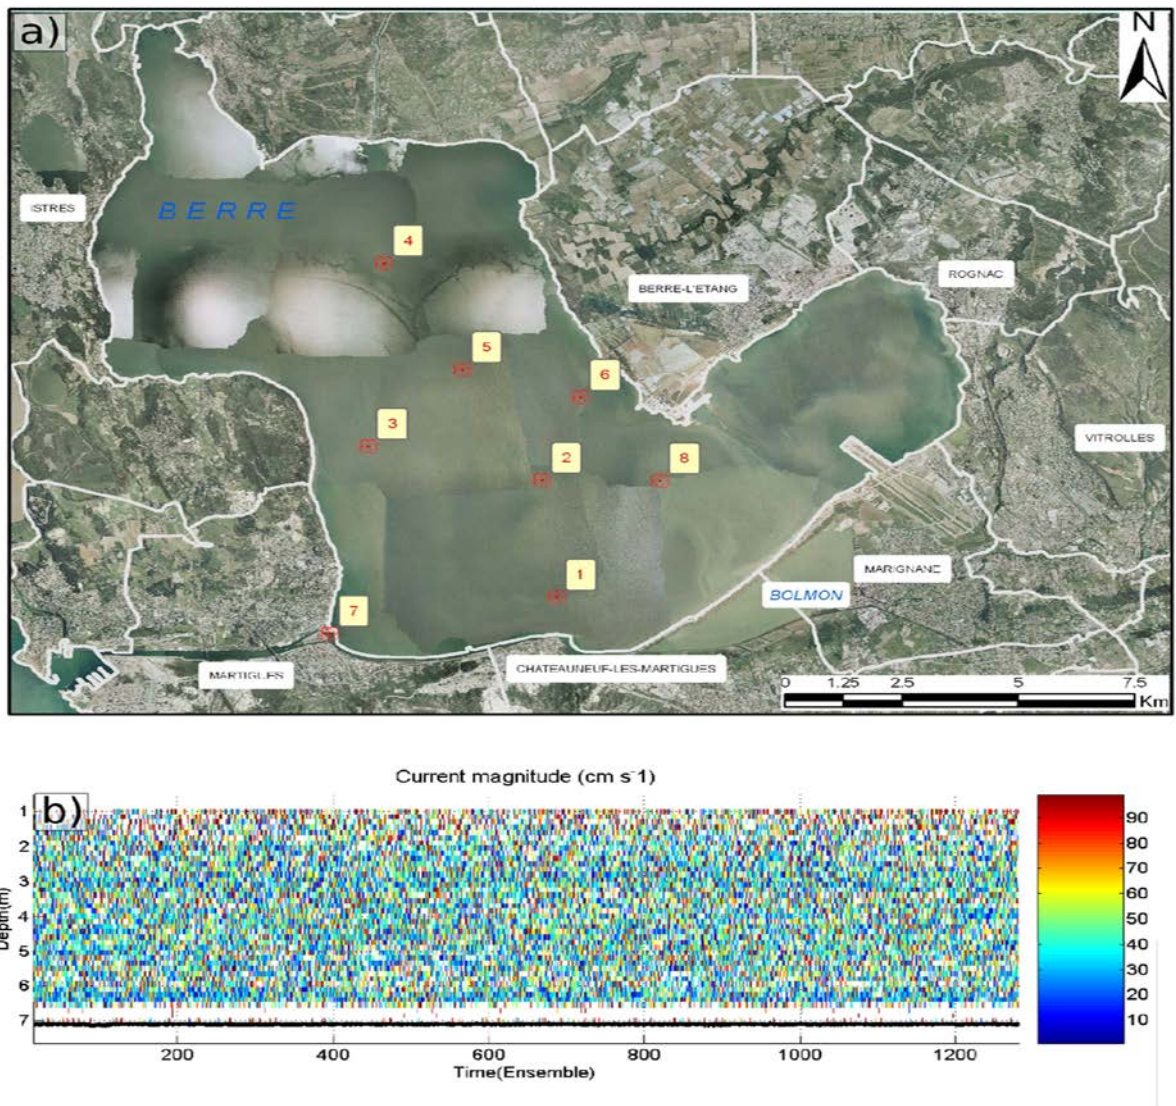 a)
N
ISTRES
BERRE
4
ROGNAC
BERRE-L'ETANG
5
6
3
VITROLLES
2
8
1
MARIGNANE
BOLMON
7
MARTIGUES
CHATEAUNEUF-LES-MARTIGUES
0 1.25 2.5 5 7.5
Km
Current magnitude (cm s-1)
b)
1
2
3
4
5
6
7
Depth(m)
200 400 600 800 1000 1200
Time(Ensemble)
90
80
70
60
50
40
30
20
10